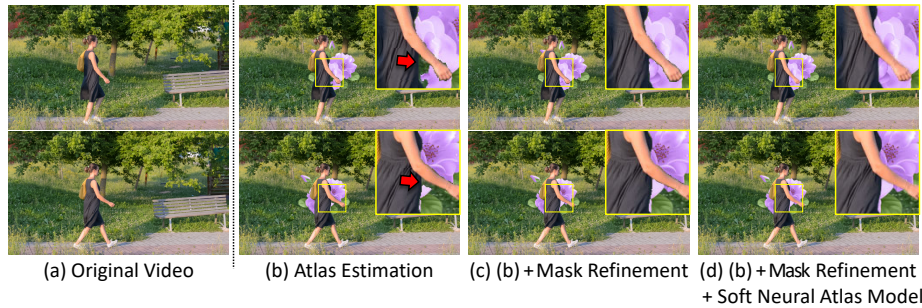 (a) Original Video
(b) Atlas Estimation
(c) (b) + Mask Refinement
(d) (b) + Mask Refinement
+ Soft Neural Atlas Model